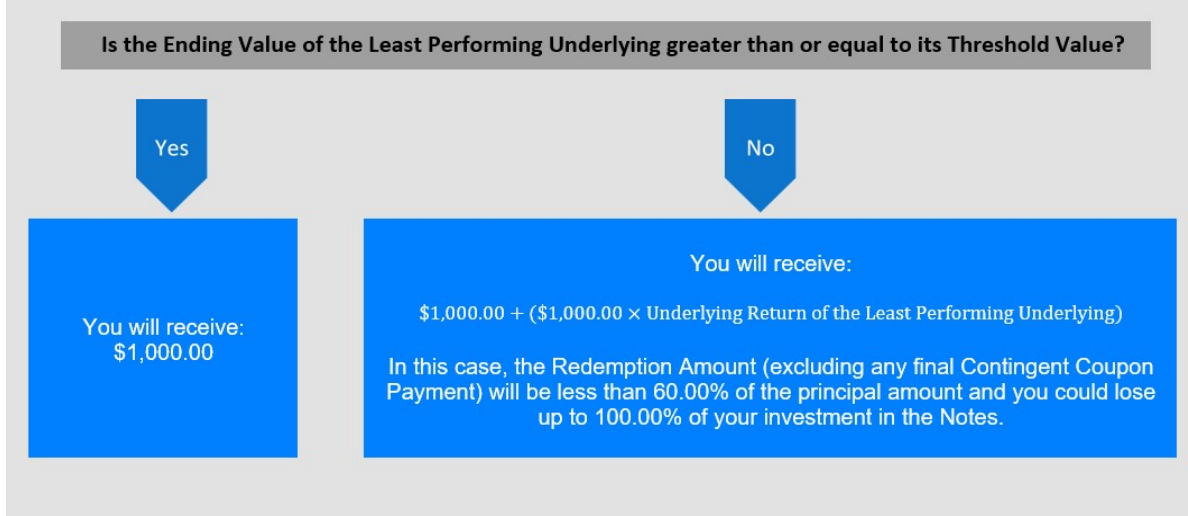 Is the Ending Value of the Least Performing Underlying greater than or equal to its Threshold Value?
Yes
No
You will receive:
$1,000.00
You will receive:
$1,000.00 + ($1,000.00 × Underlying Return of the Least Performing Underlying)
In this case, the Redemption Amount (excluding any final Contingent Coupon
Payment) will be less than 60.00% of the principal amount and you could lose
up to 100.00% of your investment in the Notes.